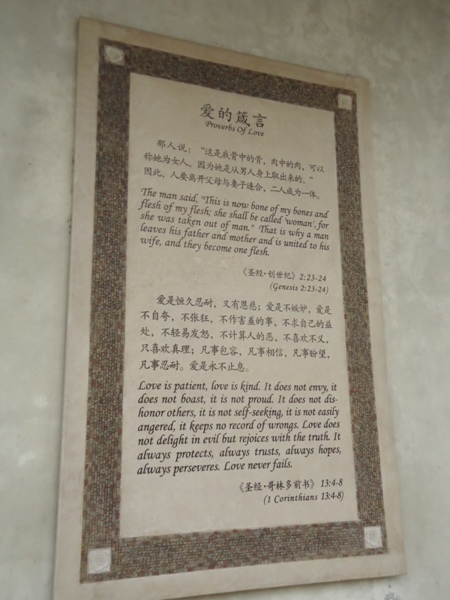 爱的箴言
Proverbs Of Love
那人说：“这是我骨中的骨，肉中的肉，可以
称她为女人，因为她是从男人身上取出来的。”
因此，人要离开父母与妻子连合，二人成为一体。
The man said, "This is now bone of my bones and
flesh of my flesh; she shall be called 'woman', for
she was taken out of man." That is why a man
leaves his father and mother and is united to his
wife, and they become one flesh.
《圣经·创世纪》2:23-24
(Genesis 2:23-24)
爱是恒久忍耐，又有恩慈；爱是不嫉妒，爱是
不自夸，不张狂，不作害羞的事，不求自己的益
处，不轻易发怒，不计算人的恶，不喜欢不义，
只喜欢真理；凡事包容，凡事相信，凡事盼望，
凡事忍耐。爱是永不止息。
Love is patient, love is kind. It does not envy, it
does not boast, it is not proud. It does not dis-
honor others, it is not self-seeking, it is not easily
angered, it keeps no record of wrongs. Love does
not delight in evil but rejoices with the truth. It
always protects, always trusts, always hopes,
always perseveres. Love never fails.
《圣经·哥林多前书》13:4-8
(1 Corinthians 13:4-8)